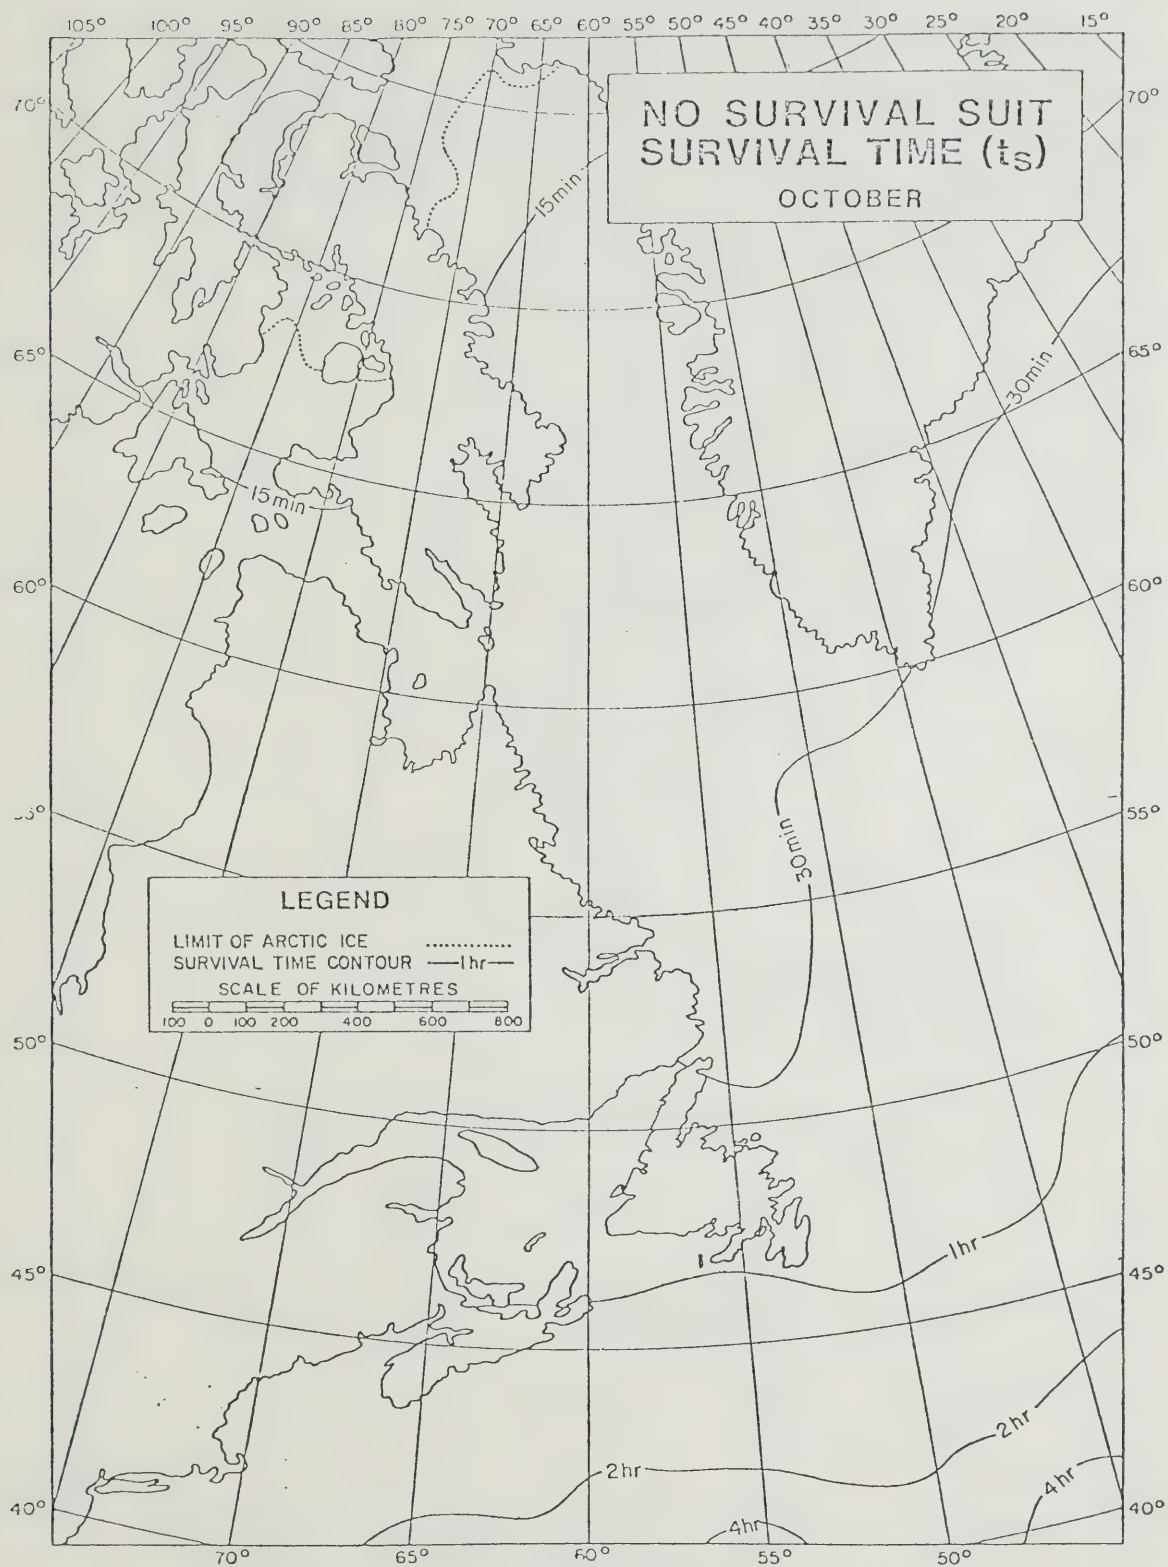 105° 100° 95° 90° 85° 80° 75° 70° 65° 60° 55° 50° 45° 40° 35° 30° 25° 20° 15°
70° 70°
NO SURVIVAL SUIT
SURVIVAL TIME (ts)
OCTOBER
15min
65° 65°
30min
15min
60° 60°
55°
30min
LEGEND
LIMIT OF ARCTIC ICE
SURVIVAL TIME CONTOUR 1hr
SCALE OF KILOMETRES
100 0 100 200 400 600 800
50° 50°
1hr
45° 45°
2hr
2hr
4hr
40° 40°
4hr
70° 65° 60° 55° 50°